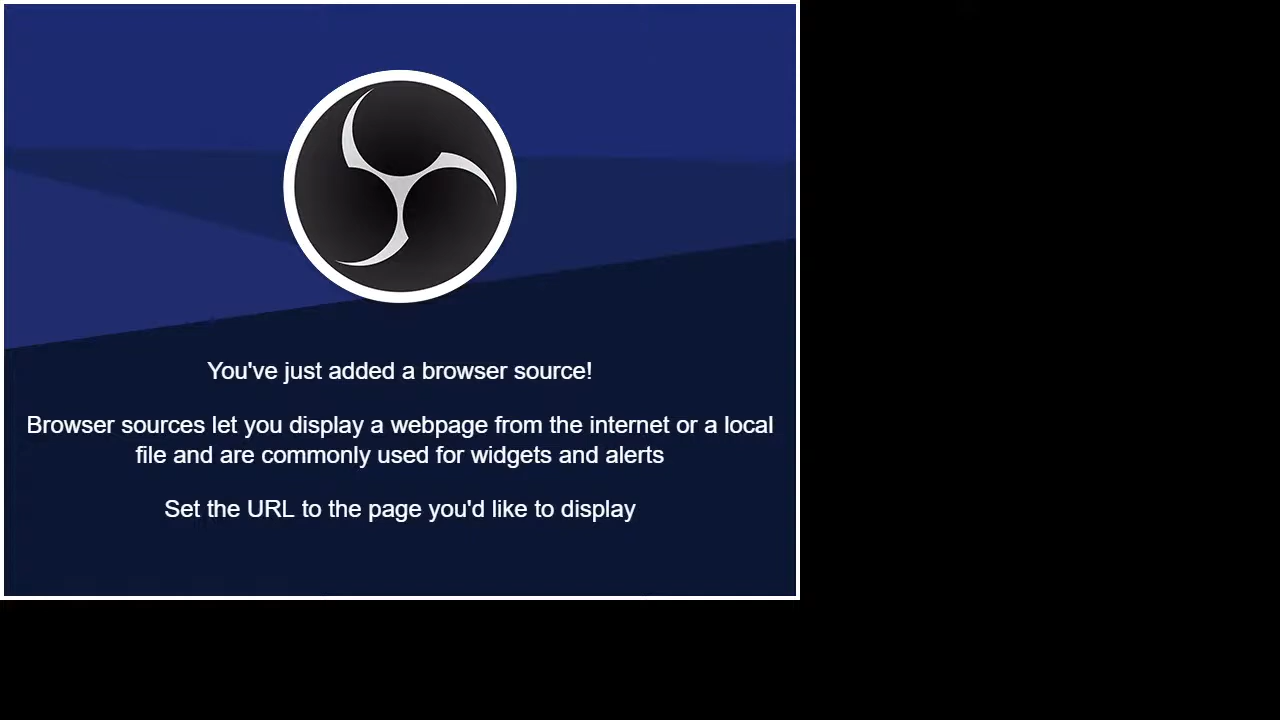 You've just added a browser source!
Browser sources let you display a webpage from the internet or a local
file and are commonly used for widgets and alerts
Set the URL to the page you'd like to display